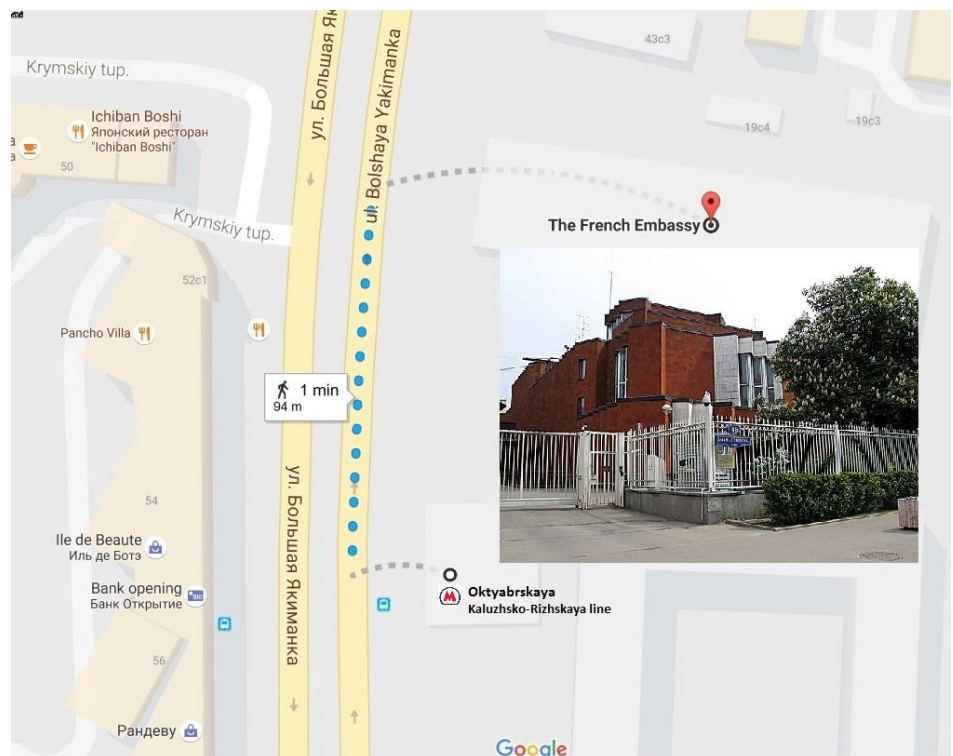 43c3
Krymskiy tup.
ул. Большая Якиманка
ul. Bolshaya Yakimanka
Ichiban Boshi
Японский ресторан
"Ichiban Boshi"
50
19c4
19c3
Krymskiy tup.
The French Embassy
52c1
Pancho Villa
1 min
94 m
ул. Большая Якиманка
54
Ile de Beaute
Иль де Ботэ
Oktyabrskaya
Kaluzhsko-Rizhskaya line
Bank opening
Банк Открытие
56
Рандеву
Google